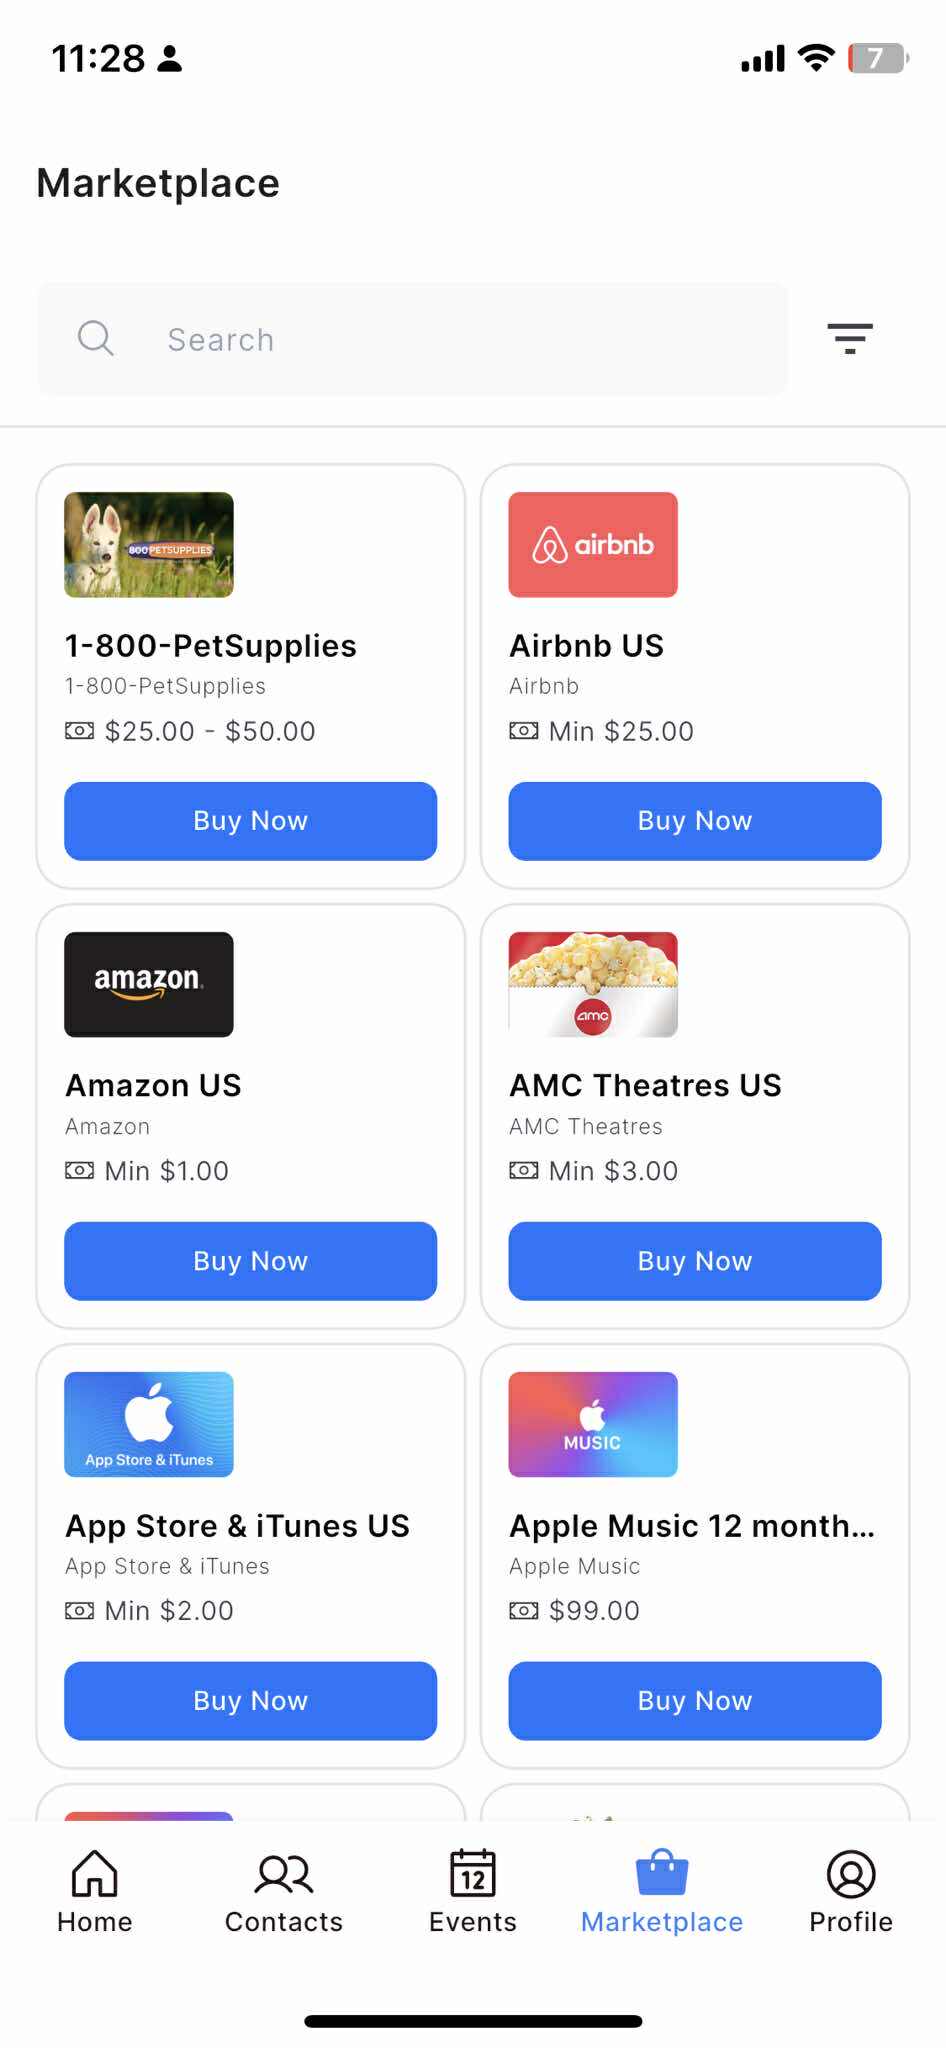 11:28
7
Marketplace
Search
800PETSUPPLIES
1-800-PetSupplies
1-800-PetSupplies
$25.00 - $50.00
Buy Now
airbnb
Airbnb US
Airbnb
Min $25.00
Buy Now
amazon
Amazon US
Amazon
Min $1.00
Buy Now
amc
AMC Theatres US
AMC Theatres
Min $3.00
Buy Now
App Store & iTunes
App Store & iTunes US
App Store & iTunes
Min $2.00
Buy Now
MUSIC
Apple Music 12 month...
Apple Music
$99.00
Buy Now
Home
Contacts
12
Events
Marketplace
Profile